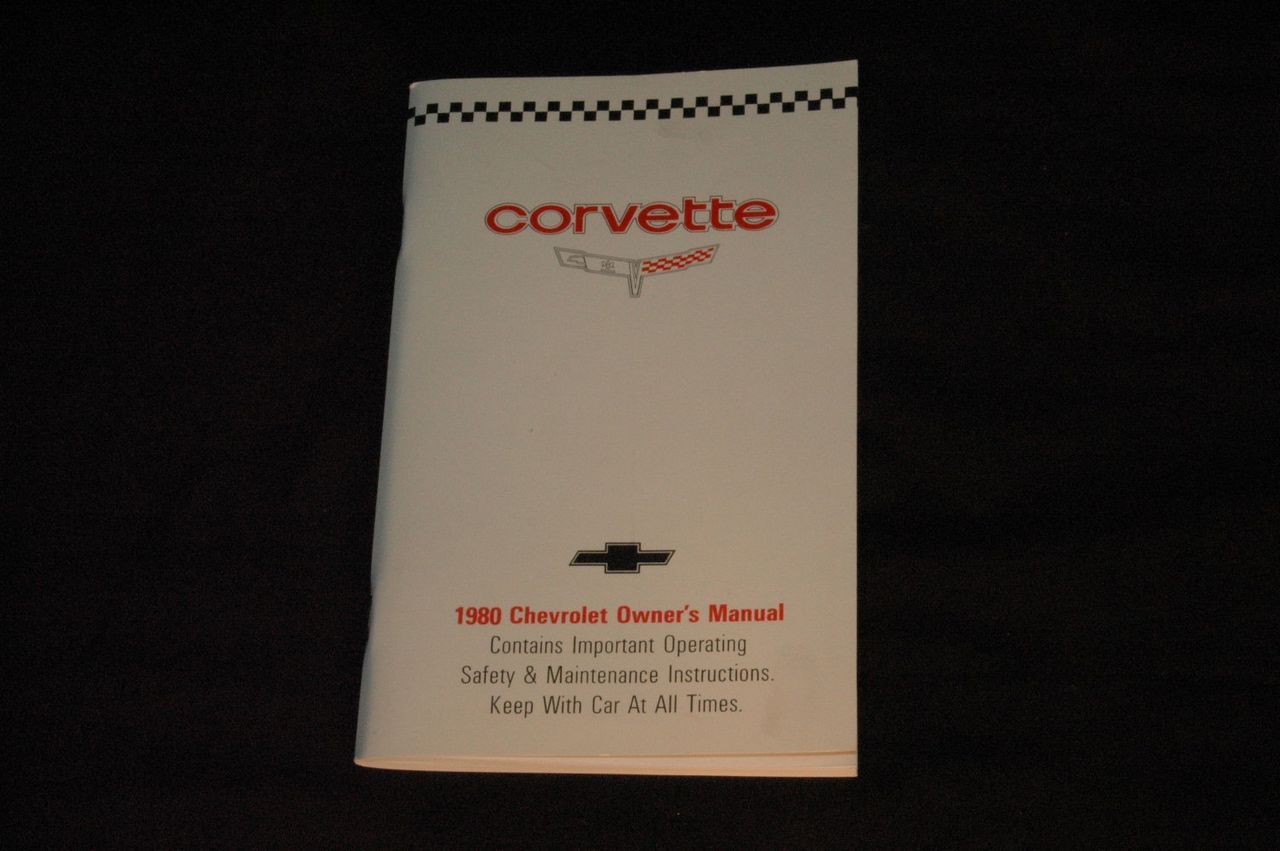 corvette
1980 Chevrolet Owner's Manual
Contains Important Operating
Safety & Maintenance Instructions.
Keep With Car At All Times.